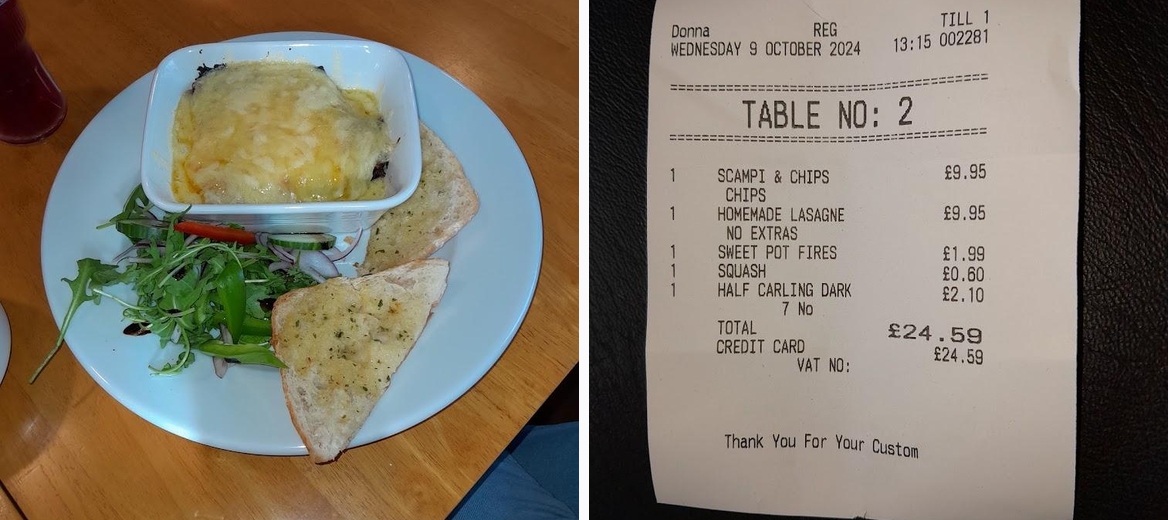 Donna REG TILL 1
WEDNESDAY 9 OCTOBER 2024 13:15 002281
TABLE NO: 2
1 SCAMPI & CHIPS £9.95
CHIPS
1 HOMEMADE LASAGNE £9.95
NO EXTRAS
1 SWEET POT FIRES £1.99
1 SQUASH £0.60
1 HALF CARLING DARK £2.10
7 No
TOTAL £24.59
CREDIT CARD £24.59
VAT NO:
Thank You For Your Custom